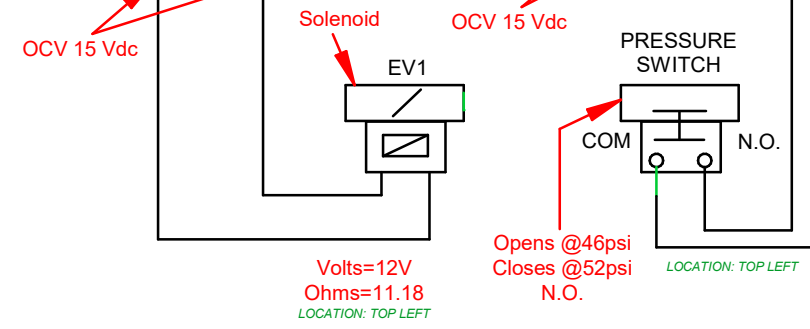 OCV 15 Vdc
Solenoid
OCV 15 Vdc
EV1
PRESSURE
SWITCH
COM
N.O.
Volts=12V
Ohms=11.18
LOCATION: TOP LEFT
Opens @46psi
Closes @52psi
N.O.
LOCATION: TOP LEFT